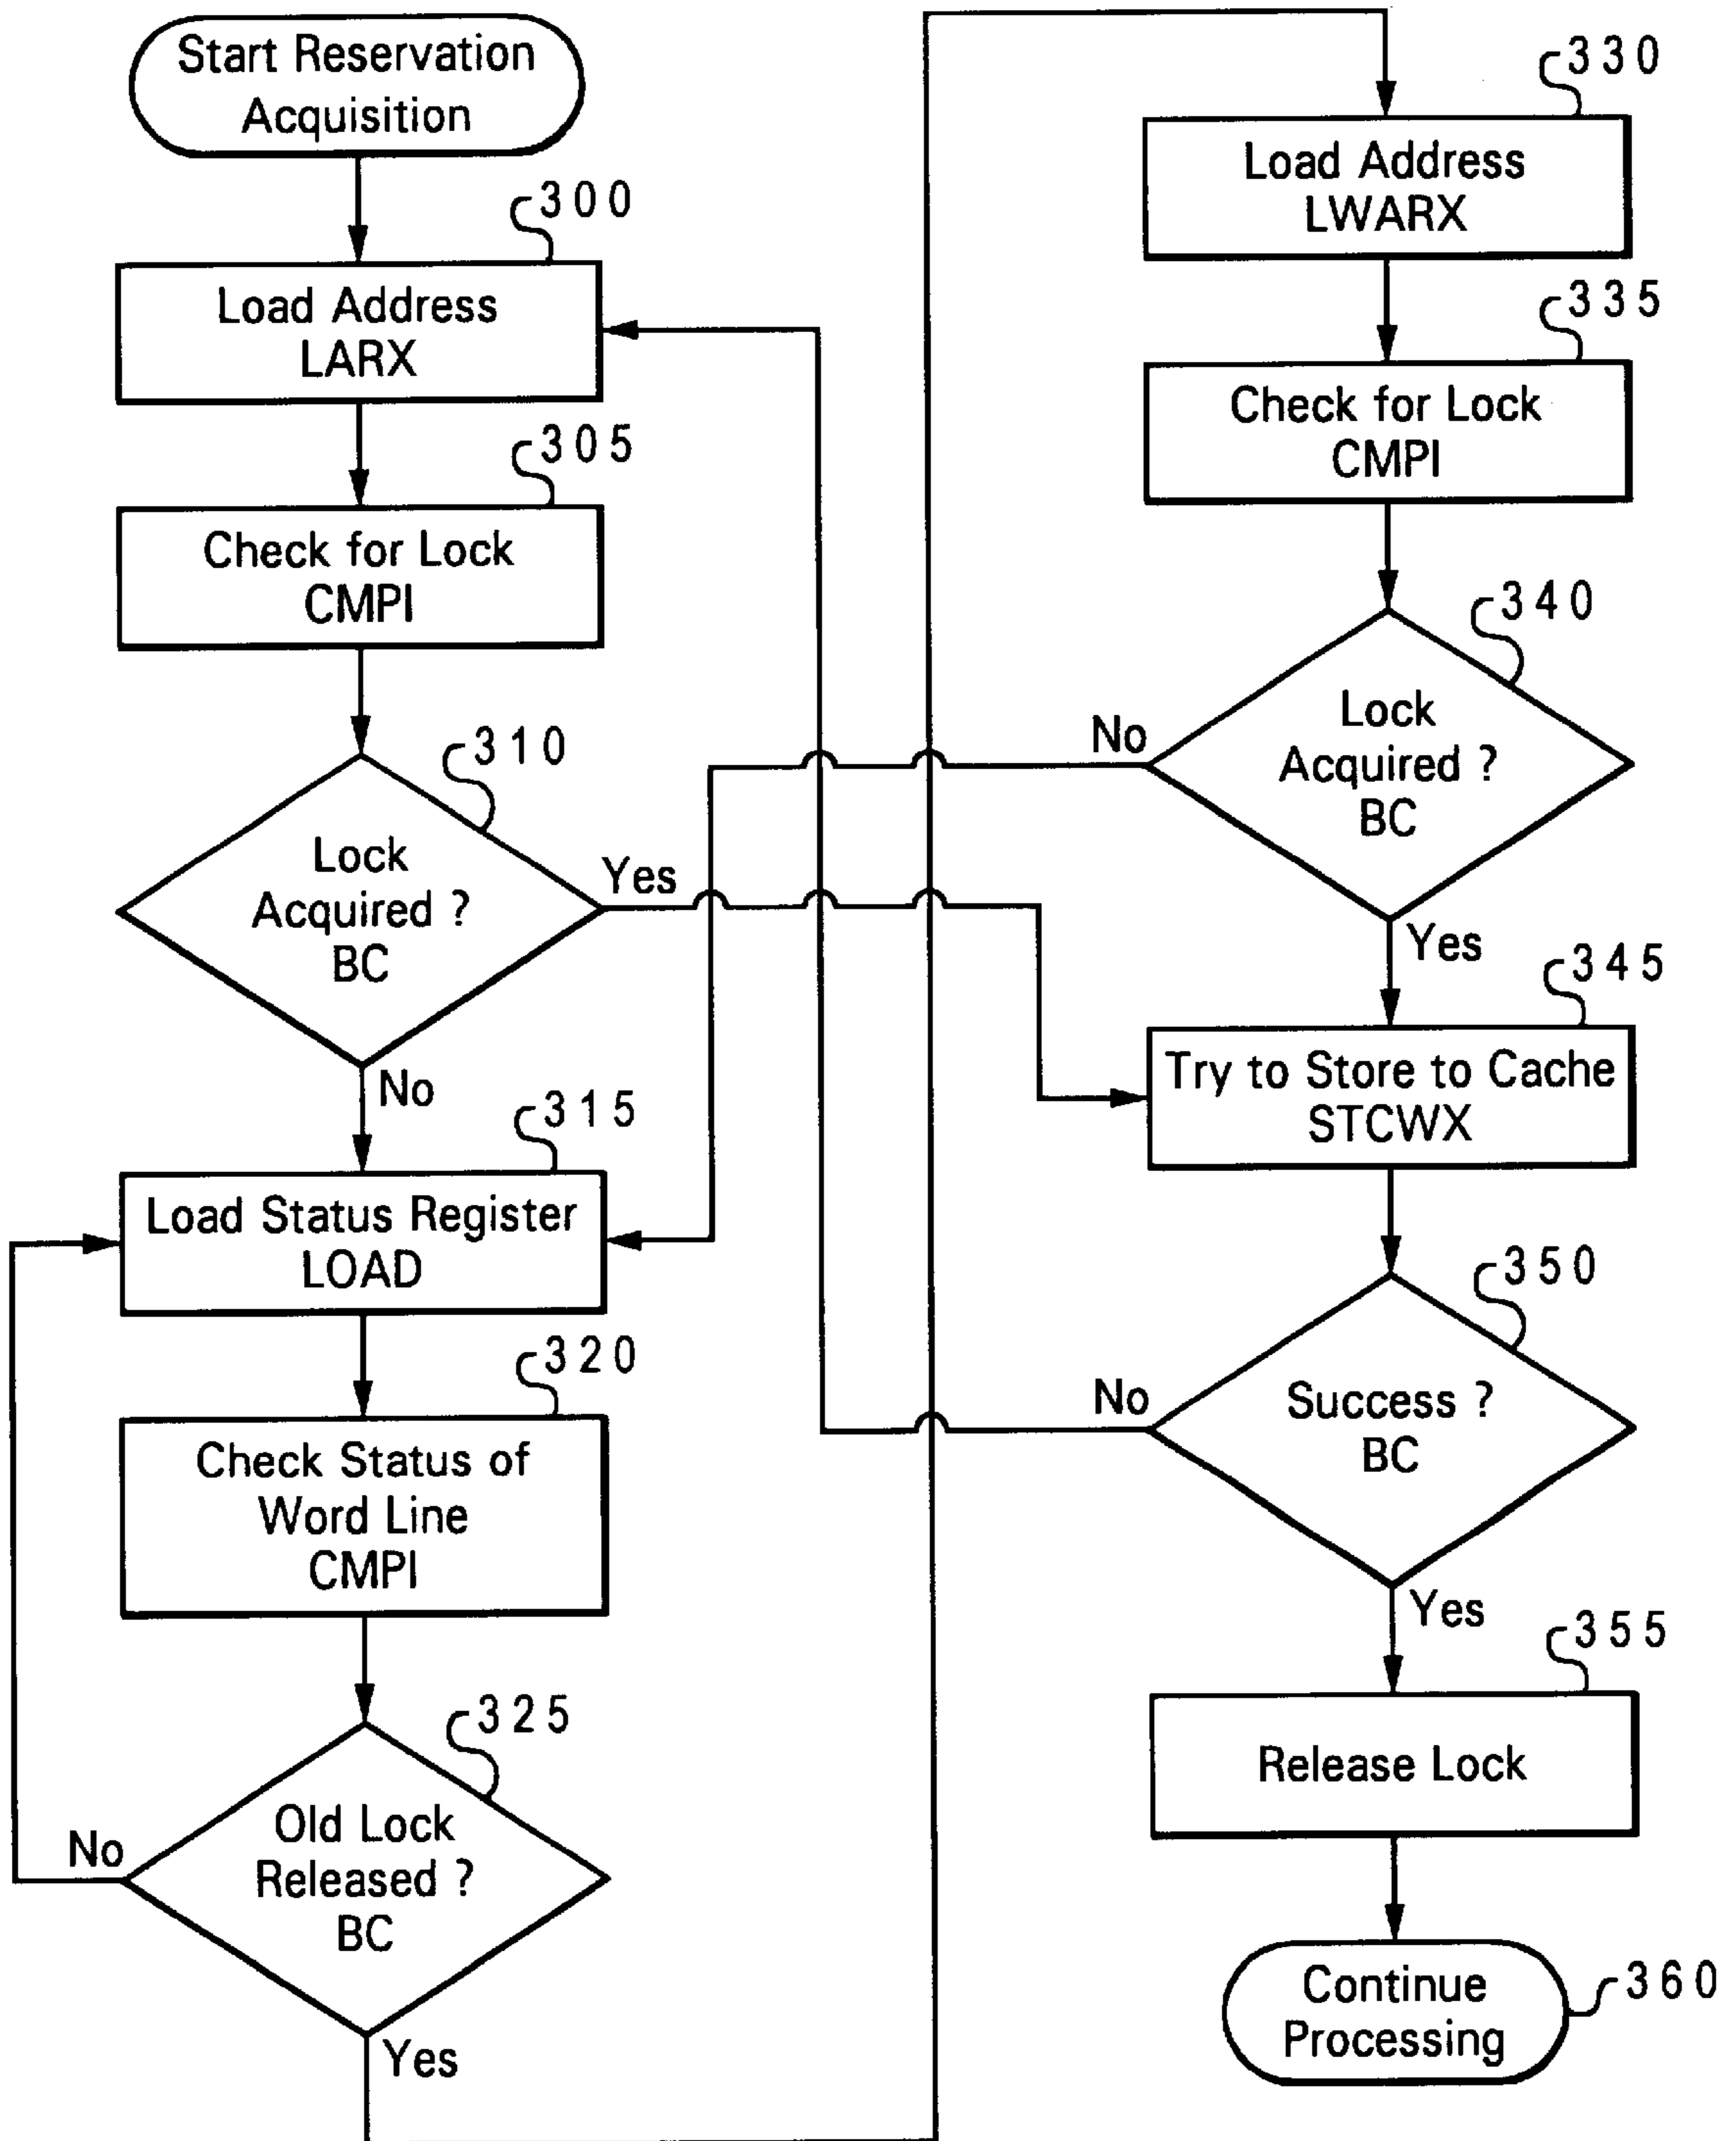 Start Reservation
Acquisition
300
Load Address
LARX
305
Check for Lock
CMPI
310
Lock
Acquired ?
BC
Yes
No
315
Load Status Register
LOAD
320
Check Status of
Word Line
CMPI
325
Old Lock
Released ?
BC
No
Yes
330
Load Address
LWARX
335
Check for Lock
CMPI
340
Lock
Acquired ?
BC
No
Yes
345
Try to Store to Cache
STCWX
350
Success ?
BC
No
Yes
355
Release Lock
Continue
Processing
360